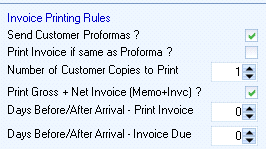 Invoice Printing Rules
Send Customer Proformas ?
Print Invoice if same as Proforma ?
Number of Customer Copies to Print 1
Print Gross + Net Invoice (Memo+Invc) ?
Days Before/After Arrival - Print Invoice 0
Days Before/After Arrival - Invoice Due 0